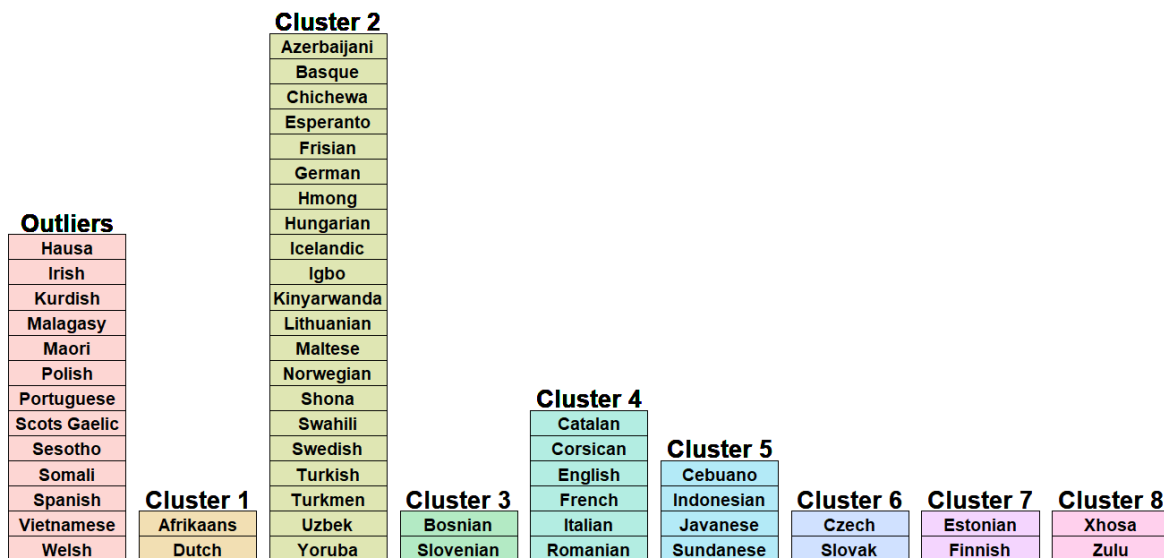 Outliers
Hausa
Irish
Kurdish
Malagasy
Maori
Polish
Portuguese
Scots Gaelic
Sesotho
Somali
Spanish
Vietnamese
Welsh
Cluster 1
Afrikaans
Dutch
Cluster 2
Azerbaijani
Basque
Chichewa
Esperanto
Frisian
German
Hmong
Hungarian
Icelandic
Igbo
Kinyarwanda
Lithuanian
Maltese
Norwegian
Shona
Swahili
Swedish
Turkish
Turkmen
Uzbek
Yoruba
Cluster 3
Bosnian
Slovenian
Cluster 4
Catalan
Corsican
English
French
Italian
Romanian
Cluster 5
Cebuano
Indonesian
Javanese
Sundanese
Cluster 6
Czech
Slovak
Cluster 7
Estonian
Finnish
Cluster 8
Xhosa
Zulu